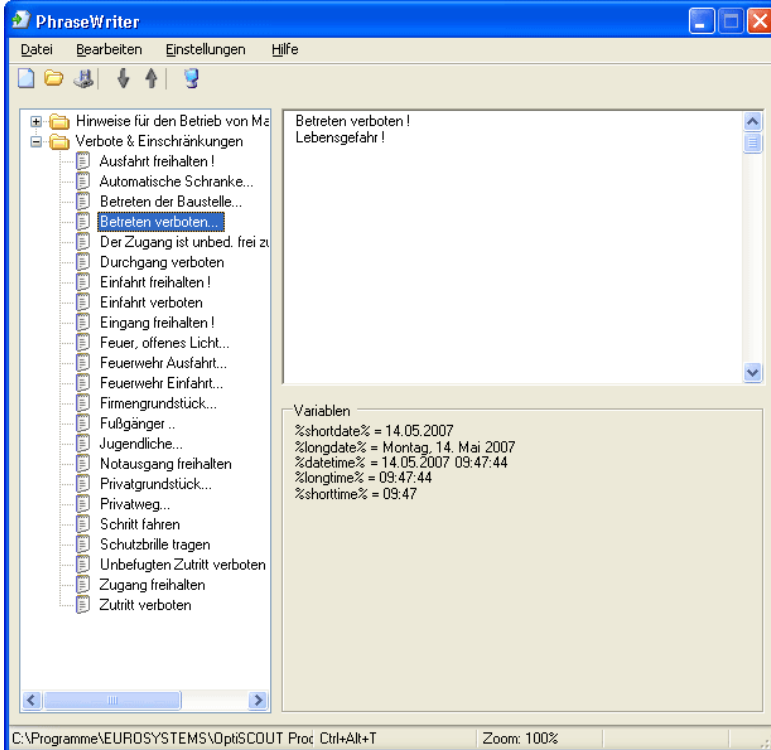 PhraseWriter
Datei Bearbeiten Einstellungen Hilfe
Hinweise für den Betrieb von Ma
Verbote & Einschränkungen
Ausfahrt freihalten !
Automatische Schranke...
Betreten der Baustelle...
Betreten verboten...
Der Zugang ist unbed. frei zu
Durchgang verboten
Einfahrt freihalten !
Einfahrt verboten
Eingang freihalten !
Feuer, offenes Licht...
Feuerwehr Ausfahrt...
Feuerwehr Einfahrt...
Firmengrundstück...
Fußgänger ..
Jugendliche...
Notausgang freihalten
Privatgrundstück...
Privatweg...
Schritt fahren
Schutzbrille tragen
Unbefugten Zutritt verboten
Zugang freihalten
Zutritt verboten
Betreten verboten !
Lebensgefahr !
Variablen
%shortdate% = 14.05.2007
%longdate% = Montag, 14. Mai 2007
%datetime% = 14.05.2007 09:47:44
%longtime% = 09:47:44
%shorttime% = 09:47
C:\Programme\EUROSYSTEMS\OptiSCOUT Proc Ctrl+Alt+T Zoom: 100%